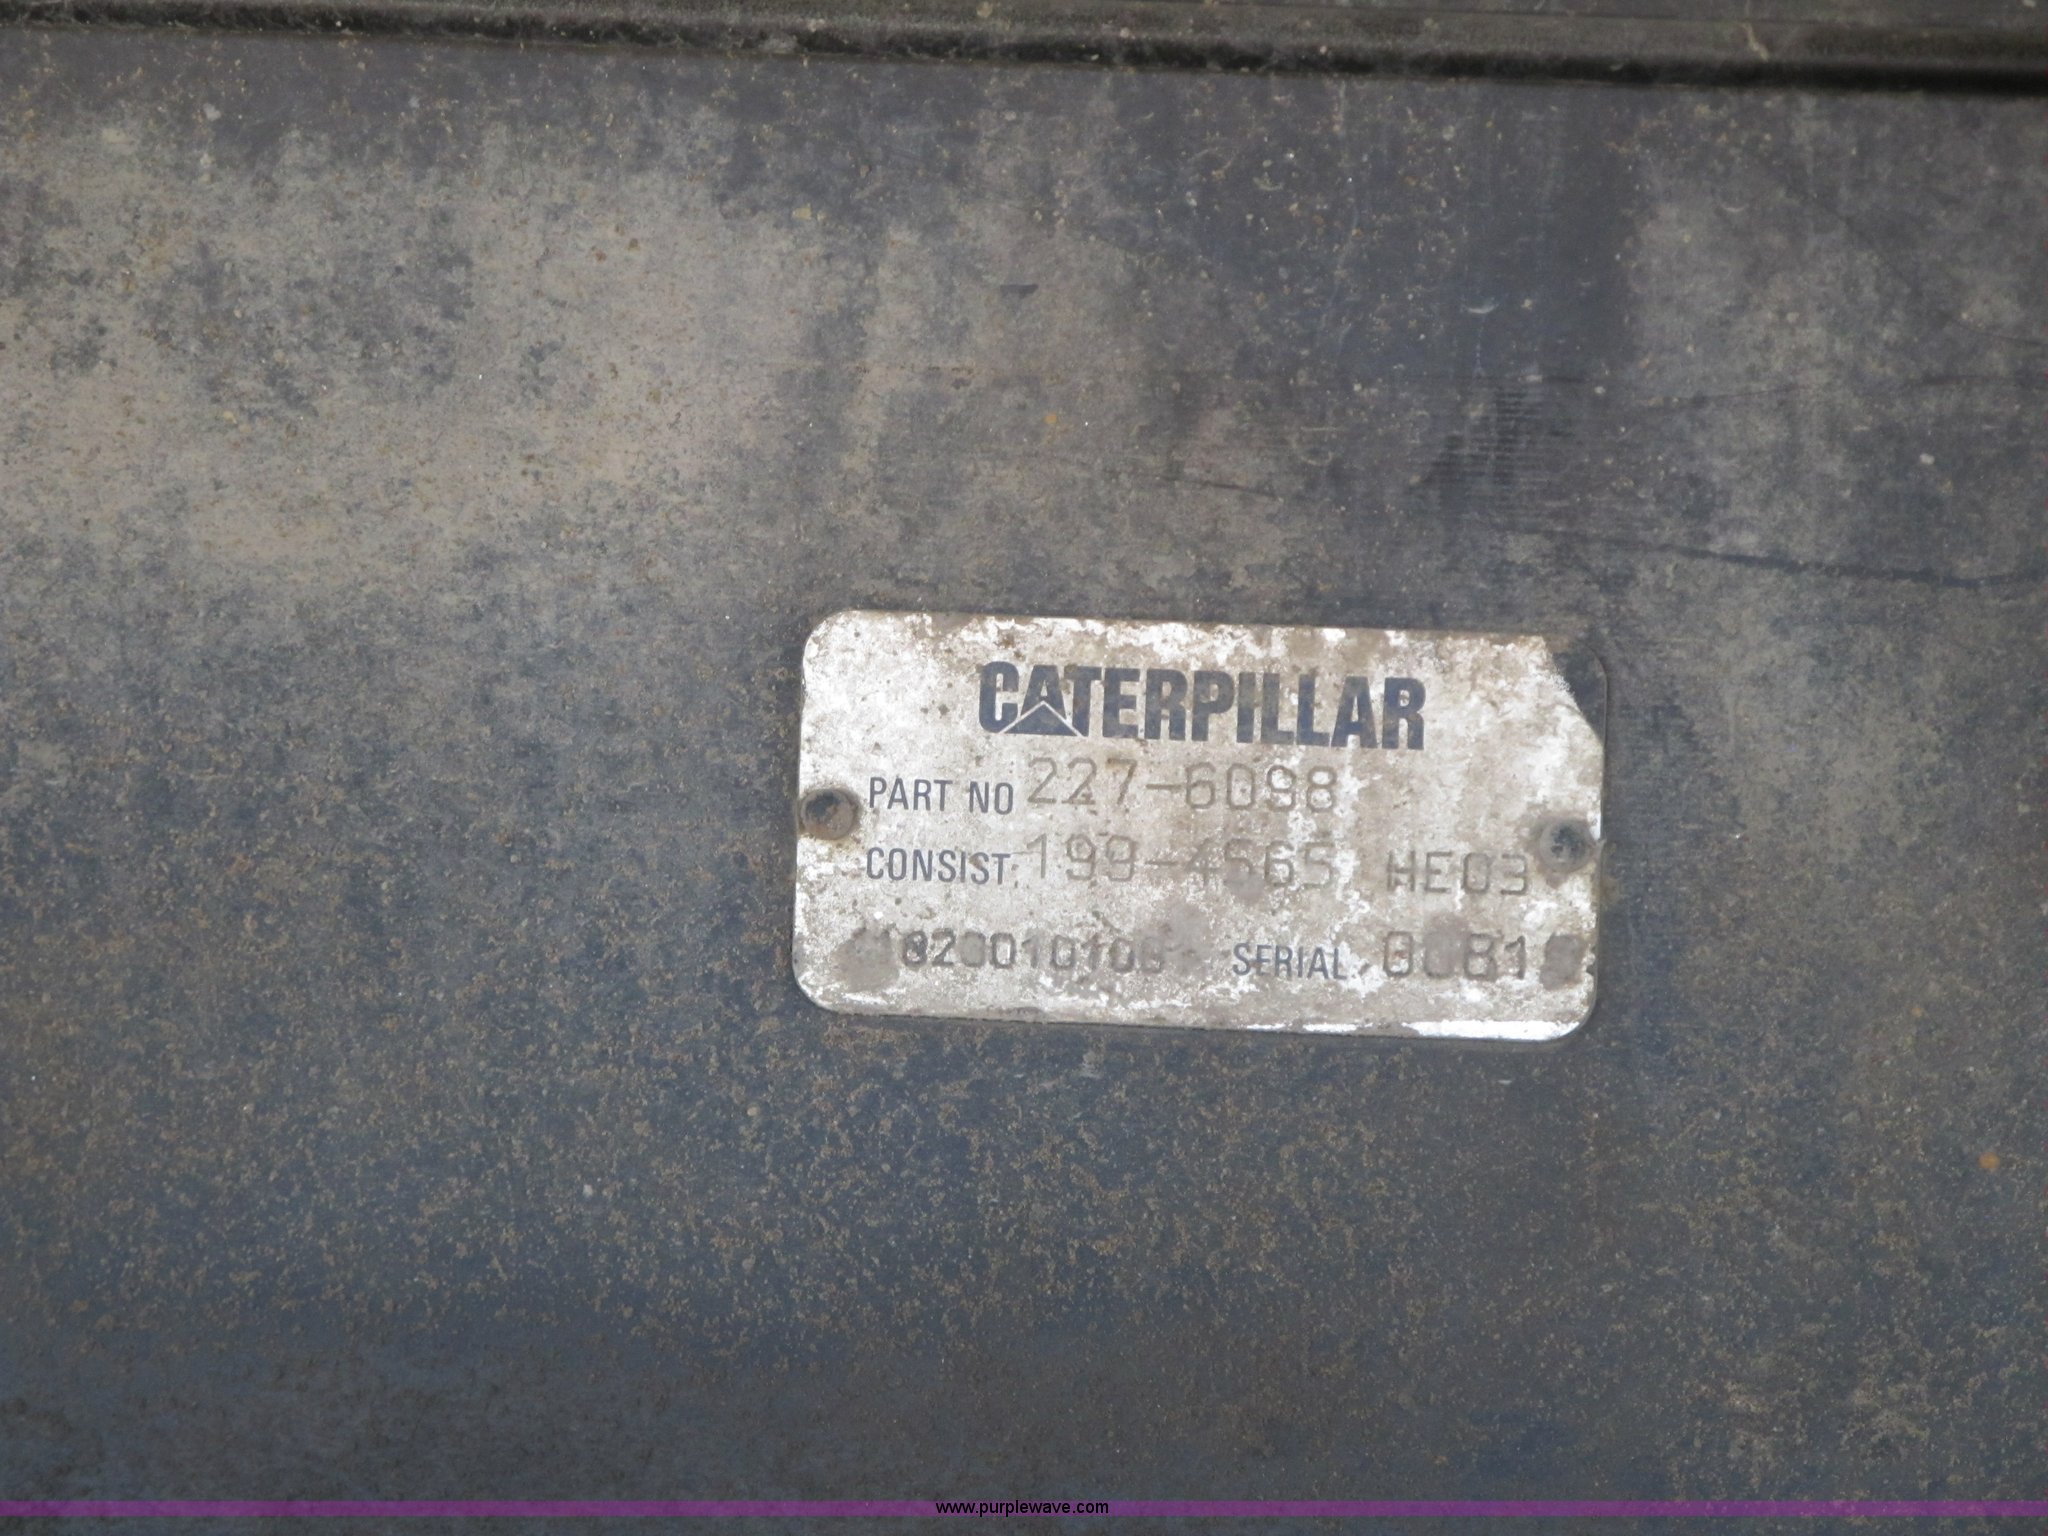 CATERPILLAR
PART NO 227-6098
CONSIST: 199-4565 HE03
SERIAL
www.purplewave.com